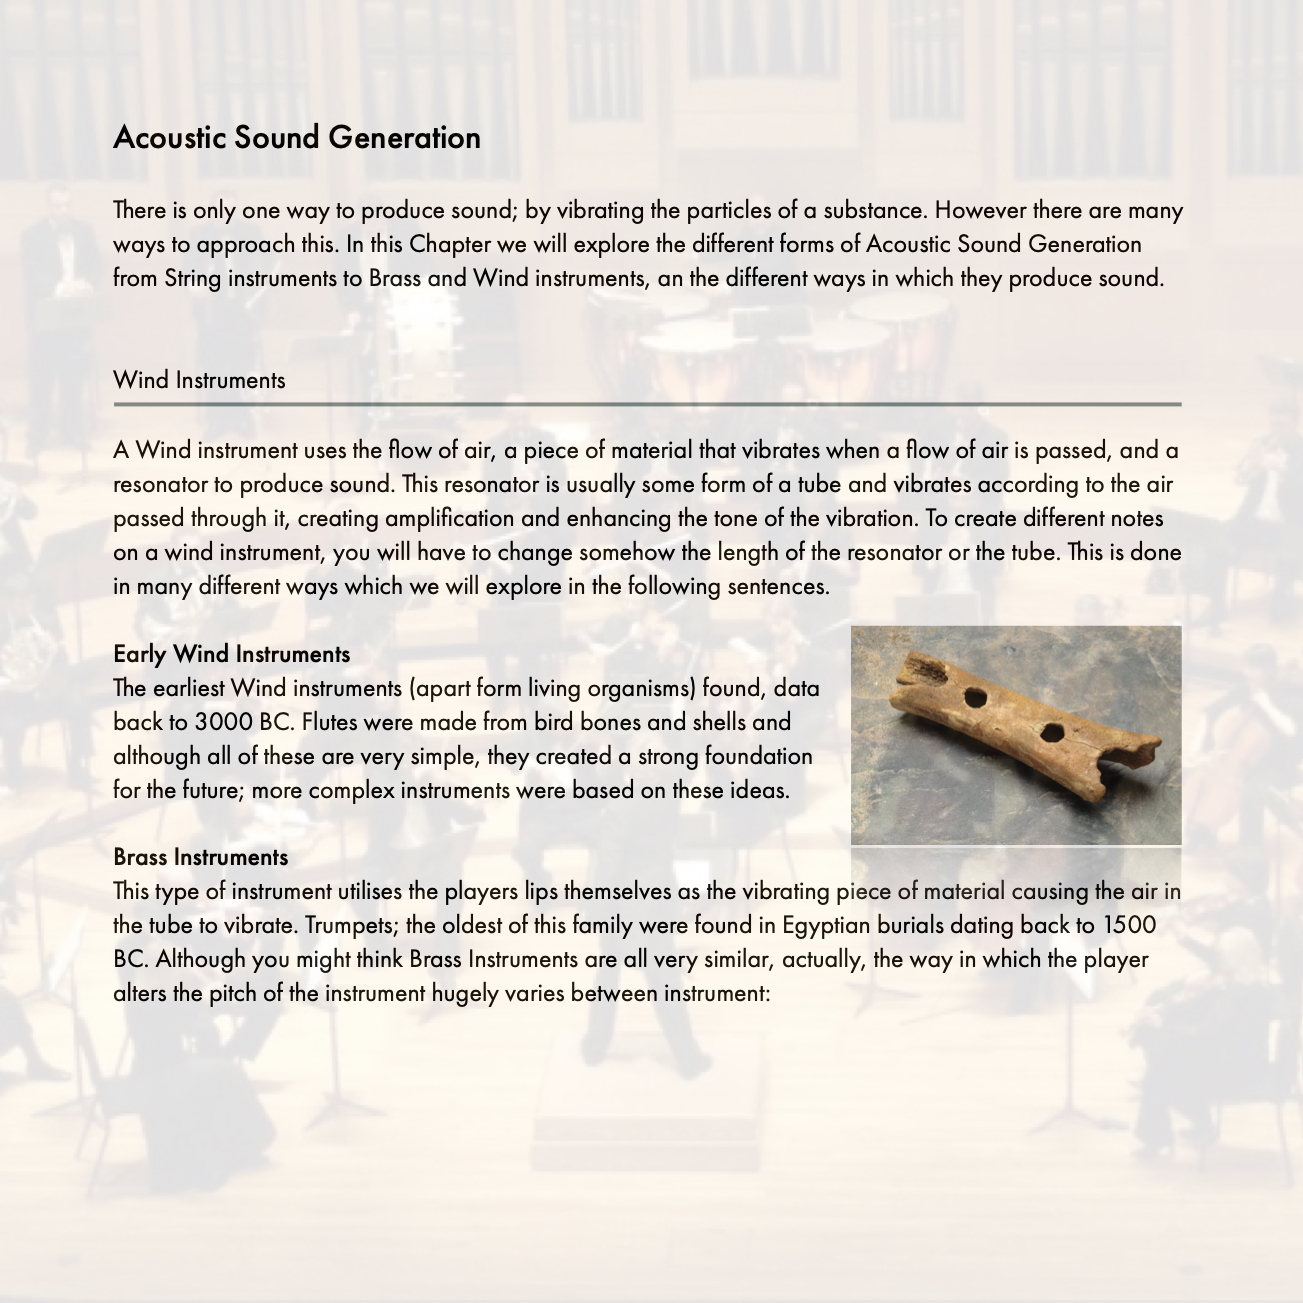 Acoustic Sound Generation
There is only one way to produce sound; by vibrating the particles of a substance. However there are many
ways to approach this. In this Chapter we will explore the different forms of Acoustic Sound Generation
from String instruments to Brass and Wind instruments, an the different ways in which they produce sound.
Wind Instruments
A Wind instrument uses the flow of air, a piece of material that vibrates when a flow of air is passed, and a
resonator to produce sound. This resonator is usually some form of a tube and vibrates according to the air
passed through it, creating amplification and enhancing the tone of the vibration. To create different notes
on a wind instrument, you will have to change somehow the length of the resonator or the tube. This is done
in many different ways which we will explore in the following sentences.
Early Wind Instruments
The earliest Wind instruments (apart form living organisms) found, data
back to 3000 BC. Flutes were made from bird bones and shells and
although all of these are very simple, they created a strong foundation
for the future; more complex instruments were based on these ideas.
Brass Instruments
This type of instrument utilises the players lips themselves as the vibrating piece of material causing the air in
the tube to vibrate. Trumpets; the oldest of this family were found in Egyptian burials dating back to 1500
BC. Although you might think Brass Instruments are all very similar, actually, the way in which the player
alters the pitch of the instrument hugely varies between instrument: